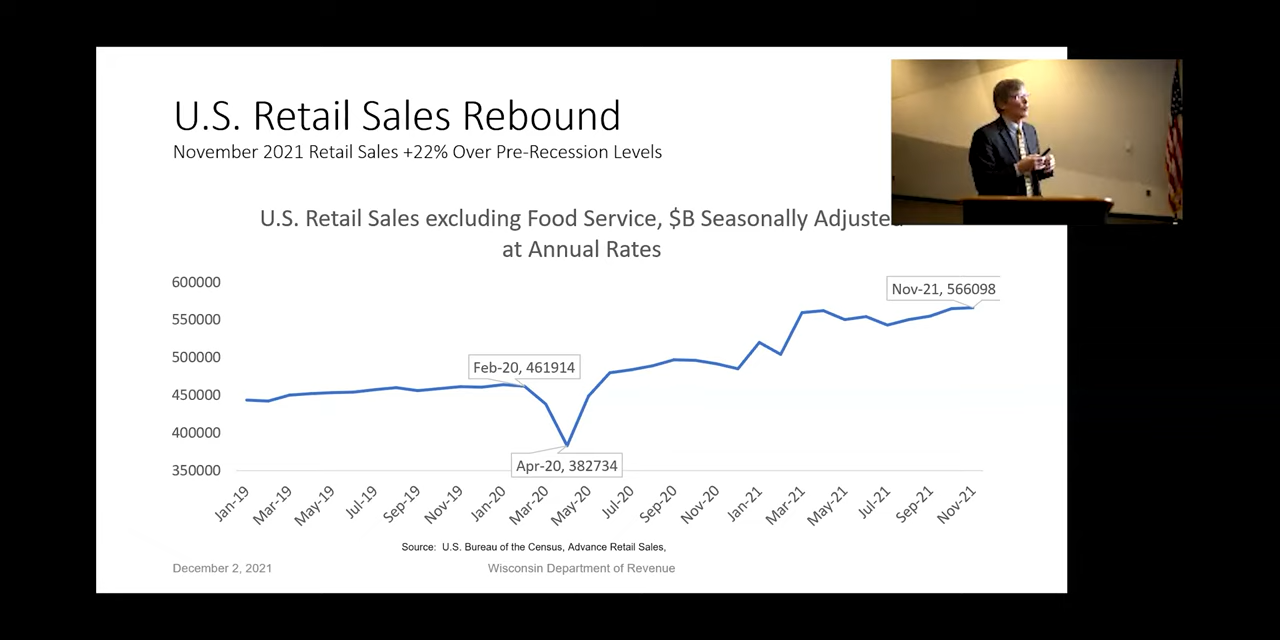 U.S. Retail Sales Rebound
November 2021 Retail Sales +22% Over Pre-Recession Levels
U.S. Retail Sales excluding Food Service, $B Seasonally Adjusted
at Annual Rates
600000
550000
500000
450000
400000
350000
Nov-21, 566098
Feb-20, 461914
Apr-20, 382734
Jan-19
Mar-19
May-19
Jul-19
Sep-19
Nov-19
Jan-20
Mar-20
May-20
Jul-20
Sep-20
Nov-20
Jan-21
Mar-21
May-21
Jul-21
Sep-21
Nov-21
Source: U.S. Bureau of the Census, Advance Retail Sales,
December 2, 2021
Wisconsin Department of Revenue